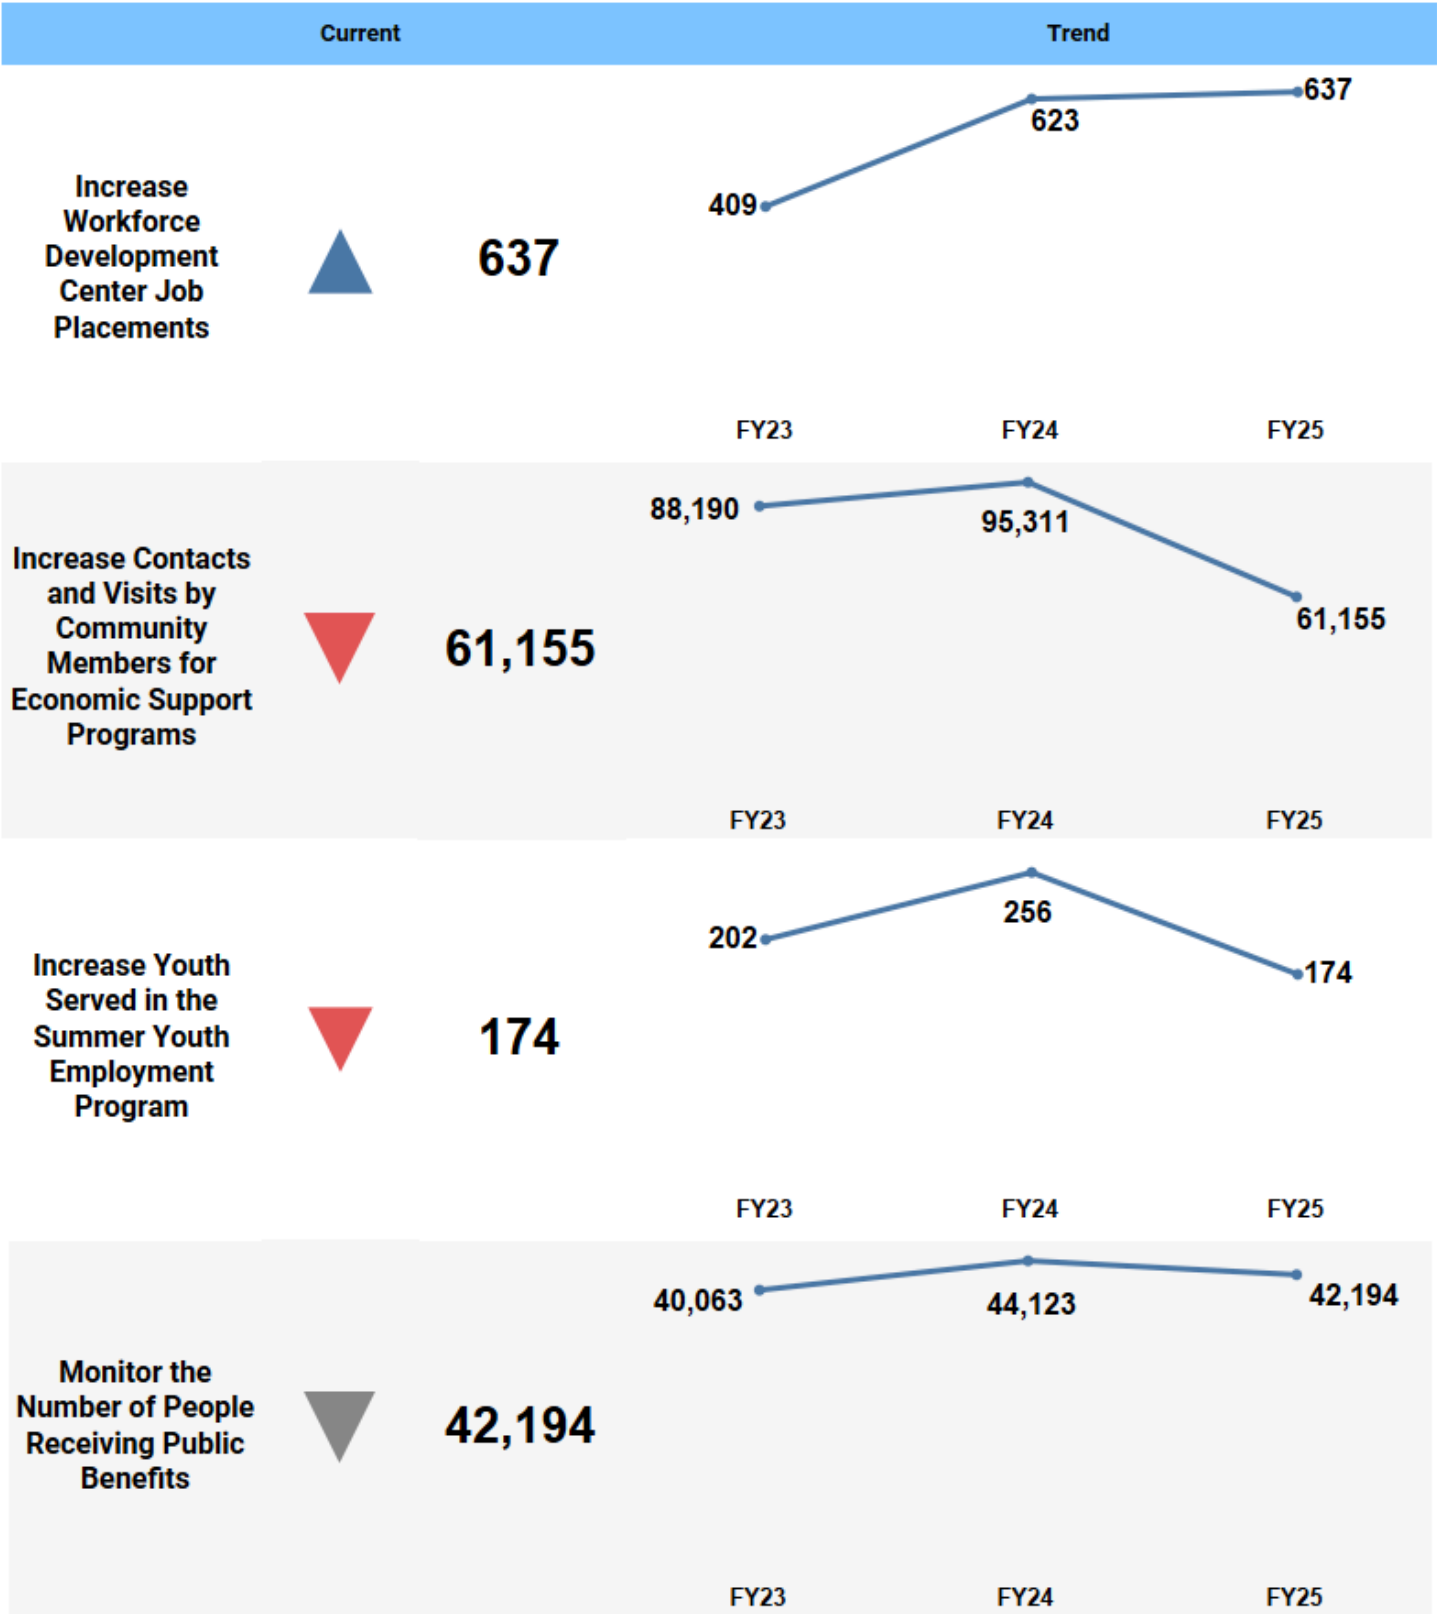 Current
Trend
Increase
Workforce
Development
Center Job
Placements
637
409
623
637
FY23
FY24
FY25
Increase Contacts
and Visits by
Community
Members for
Economic Support
Programs
61,155
88,190
95,311
61,155
FY23
FY24
FY25
Increase Youth
Served in the
Summer Youth
Employment
Program
174
202
256
174
FY23
FY24
FY25
Monitor the
Number of People
Receiving Public
Benefits
42,194
40,063
44,123
42,194
FY23
FY24
FY25